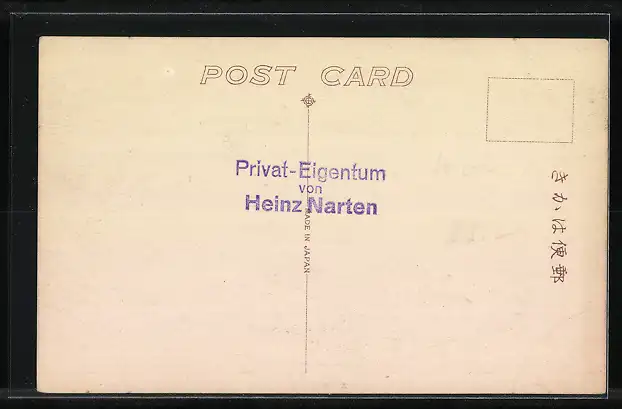 POST CARD
Privat-Eigentum
von
Heinz Narten
MADE IN JAPAN
きかは便郵